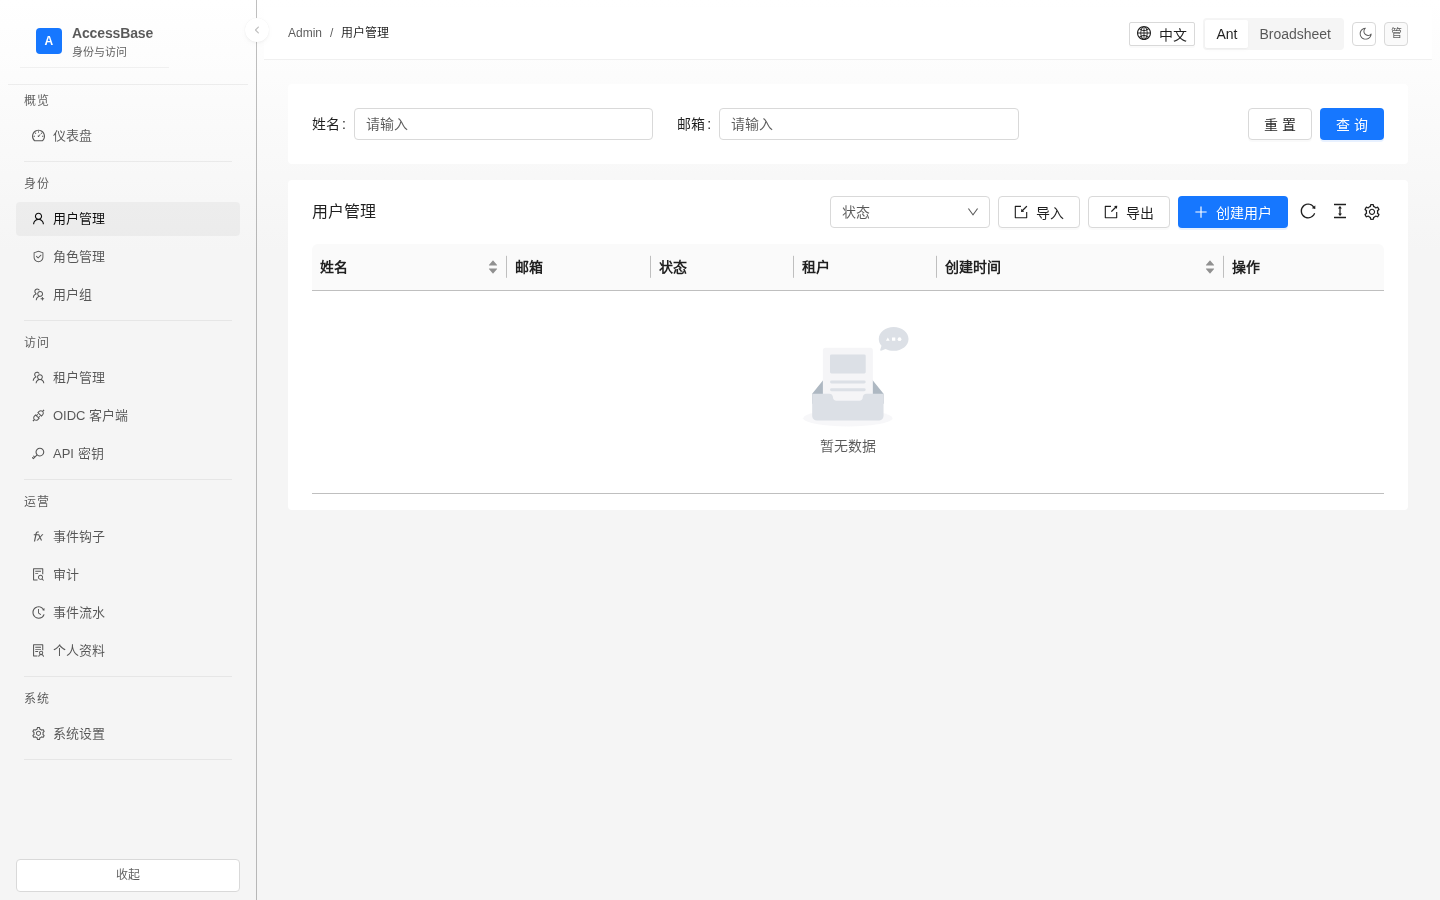 A
AccessBase
身份与访问
概览
仪表盘
身份
用户管理
角色管理
用户组
访问
租户管理
OIDC 客户端
API 密钥
运营
事件钩子
审计
事件流水
个人资料
系统
系统设置
收起
Admin / 用户管理
中文
Ant
Broadsheet
管
姓名:
请输入
邮箱:
请输入
重 置
查 询
用户管理
状态
导入
导出
创建用户
姓名
邮箱
状态
租户
创建时间
操作
暂无数据